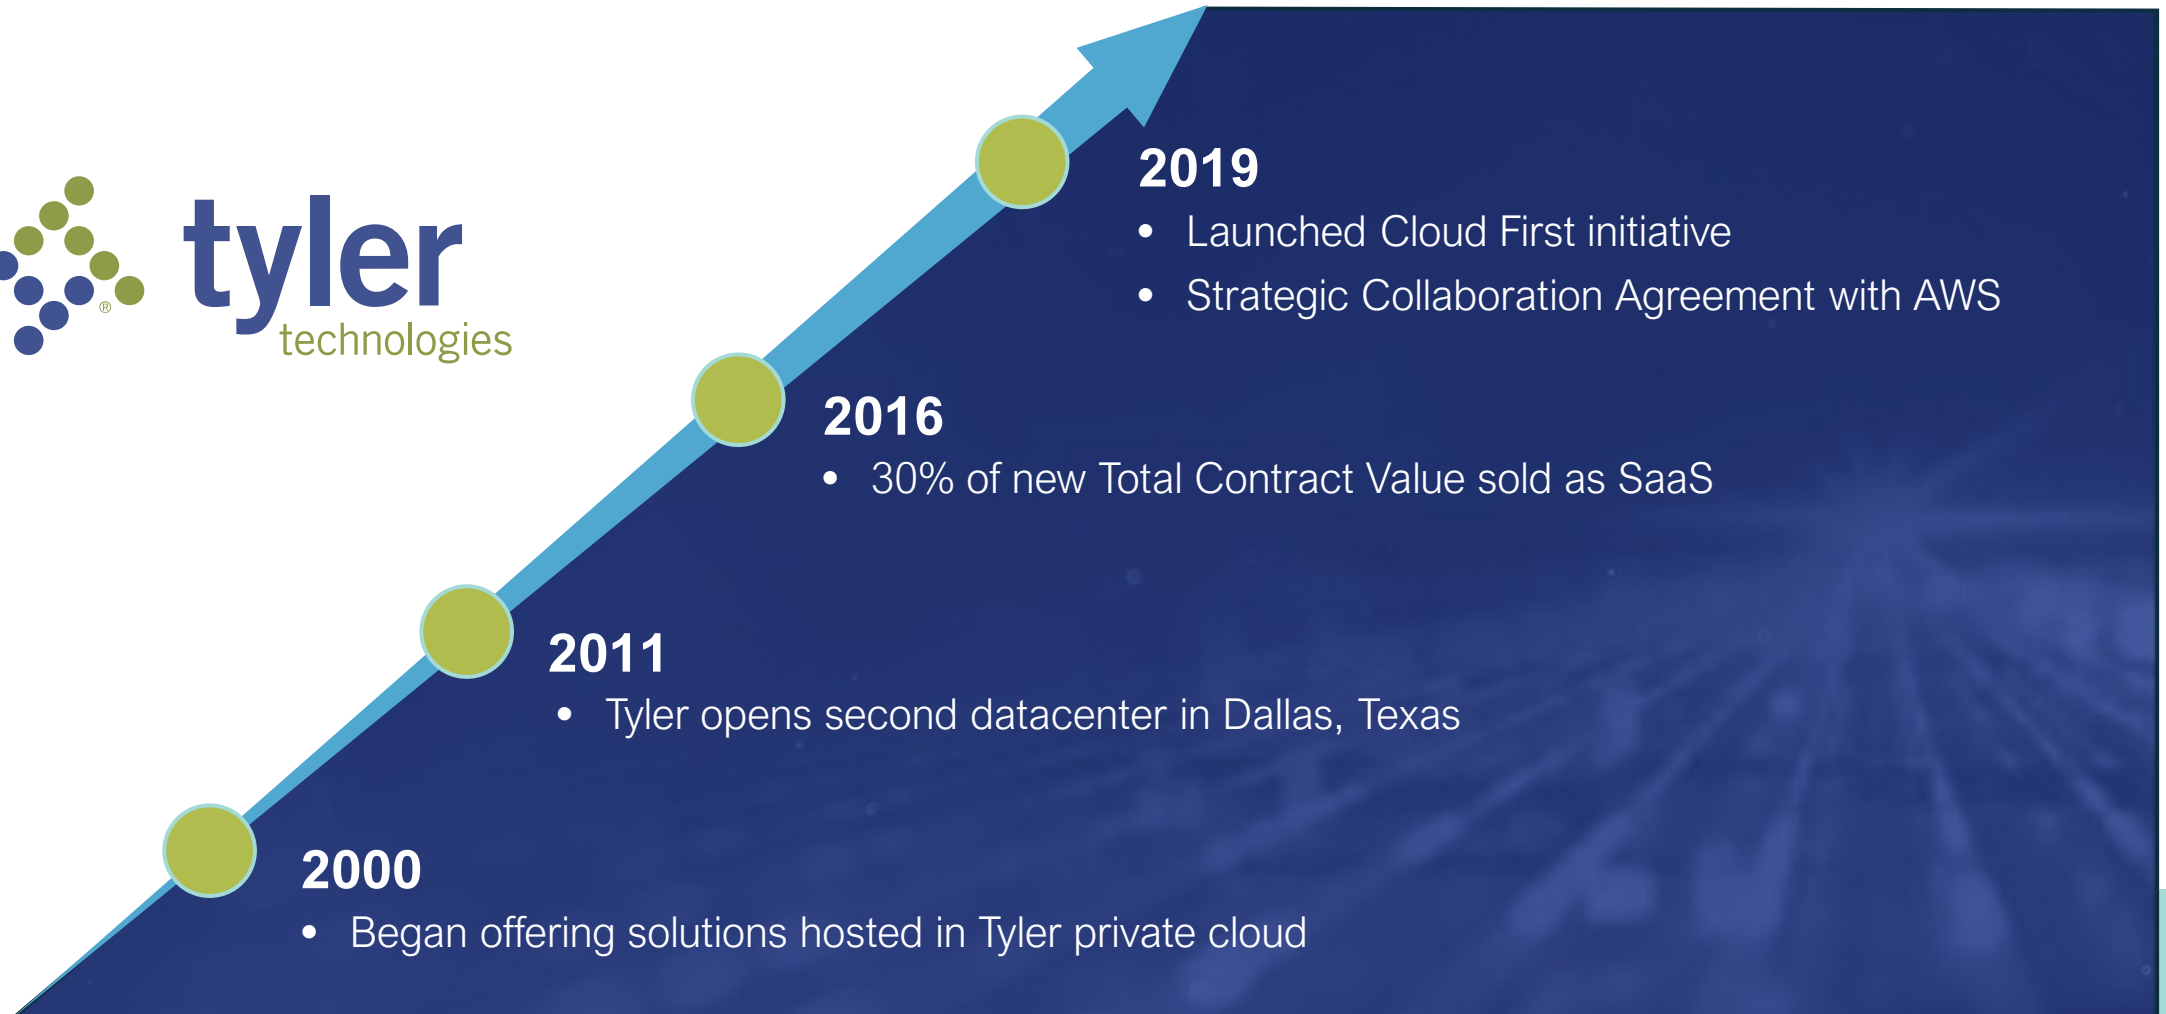 tyler
technologies
®
2019
• Launched Cloud First initiative
• Strategic Collaboration Agreement with AWS
2016
• 30% of new Total Contract Value sold as SaaS
2011
• Tyler opens second datacenter in Dallas, Texas
2000
• Began offering solutions hosted in Tyler private cloud